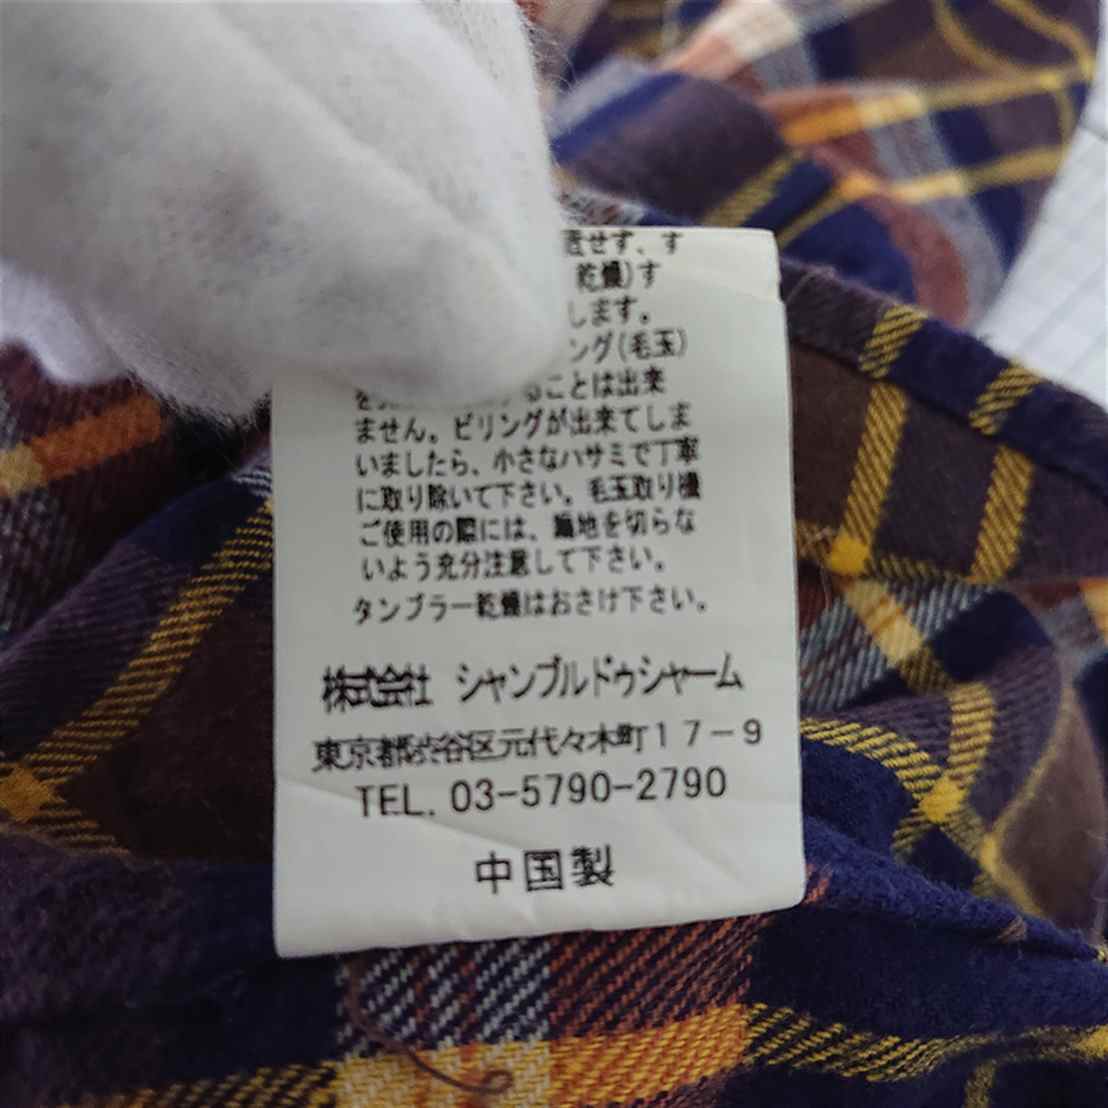 せず、す
乾燥)す
します。
ング(毛玉)
ることは出来
ません。ピリングが出来てしま
いましたら、小さなハサミで丁寧
に取り除いて下さい。毛玉取り機
ご使用の際には、編地を切らな
いよう充分注意して下さい。
タンブラー乾燥はおさけ下さい。
株式会社 シャンブルドゥシャーム
東京都渋谷区元代々木町17-9
TEL. 03-5790-2790
中国製